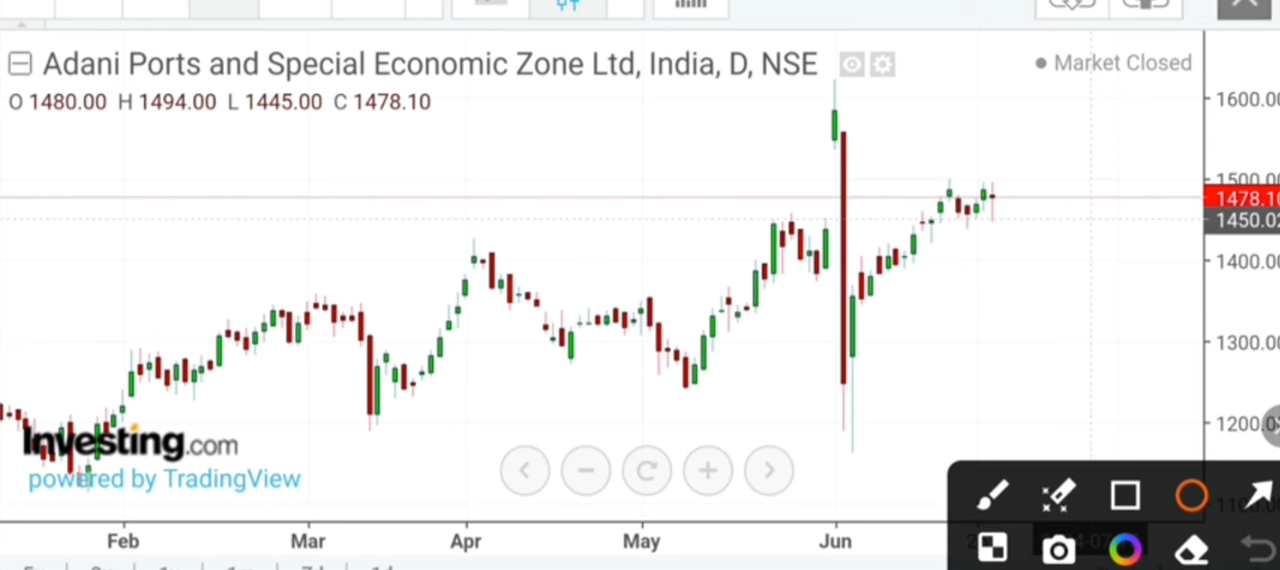 Adani Ports and Special Economic Zone Ltd, India, D, NSE
Market Closed
O 1480.00 H 1494.00 L 1445.00 C 1478.10
1600.00
1500.00
1478.10
1450.02
1400.00
1300.00
1200.00
Investing.com
powered by TradingView
Feb Mar Apr May Jun